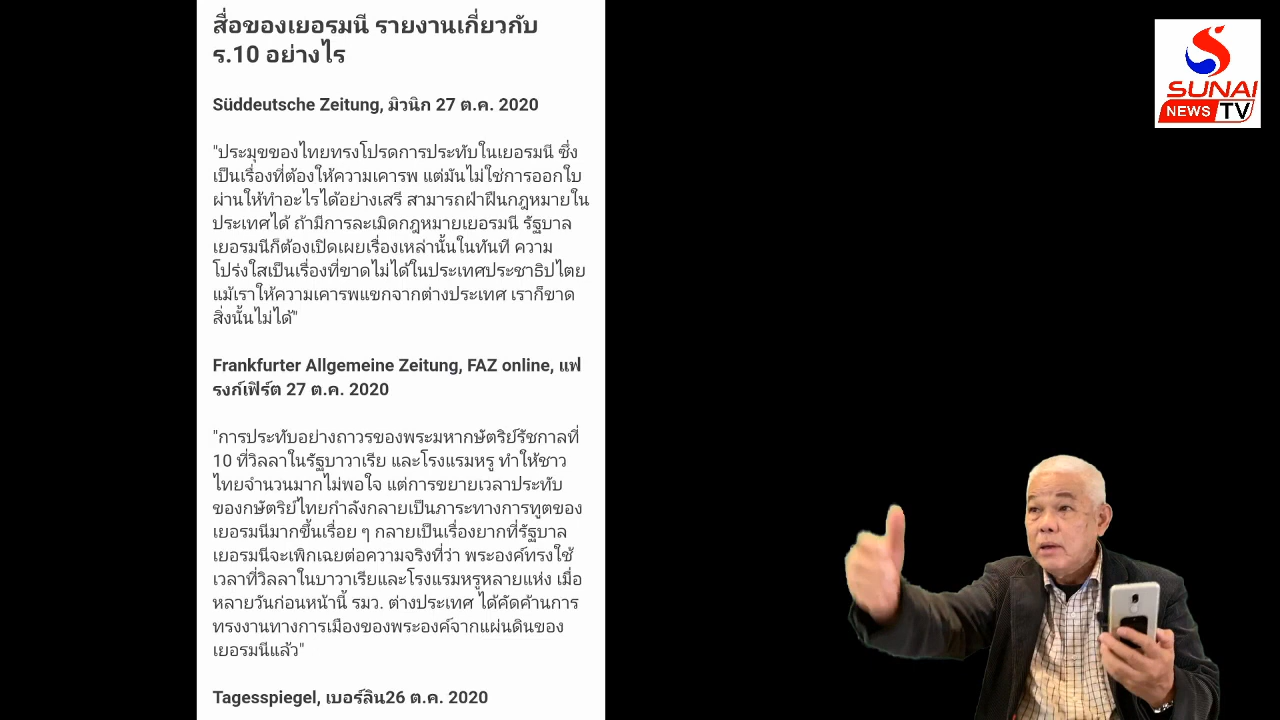 สื่อของเยอรมนี รายงานเกี่ยวกับ
ร.10 อย่างไร
Süddeutsche Zeitung, มิวนิก 27 ต.ค. 2020
"ประมุขของไทยทรงโปรดการประทับในเยอรมนี ซึ่ง
เป็นเรื่องที่ต้องให้ความเคารพ แต่มันไม่ใช่การออกใบ
ผ่านให้ทำอะไรได้อย่างเสรี สามารถฝ่าฝืนกฎหมายใน
ประเทศได้ ถ้ามีการละเมิดกฎหมายเยอรมนี รัฐบาล
เยอรมนีก็ต้องเปิดเผยเรื่องเหล่านั้นในทันที ความ
โปร่งใสเป็นเรื่องที่ขาดไม่ได้ในประเทศประชาธิปไตย
แม้เราให้ความเคารพแขกจากต่างประเทศ เราก็ขาด
สิ่งนั้นไม่ได้"
Frankfurter Allgemeine Zeitung, FAZ online, แฟ
รงก์เฟิร์ต 27 ต.ค. 2020
"การประทับอย่างถาวรของพระมหากษัตริย์รัชกาลที่
10 ที่วิลลาในรัฐบาวาเรีย และโรงแรมหรู ทำให้ชาว
ไทยจำนวนมากไม่พอใจ แต่การขยายเวลาประทับ
ของกษัตริย์ไทยกำลังกลายเป็นภาระทางการทูตของ
เยอรมนีมากขึ้นเรื่อย ๆ กลายเป็นเรื่องยากที่รัฐบาล
เยอรมนีจะเพิกเฉยต่อความจริงที่ว่า พระองค์ทรงใช้
เวลาที่วิลลาในบาวาเรียและโรงแรมหรูหลายแห่ง เมื่อ
หลายวันก่อนหน้านี้ รมว. ต่างประเทศ ได้คัดค้านการ
ทรงงานทางการเมืองของพระองค์จากแผ่นดินของ
เยอรมนีแล้ว"
Tagesspiegel, เบอร์ลิน26 ต.ค. 2020
SUNAI
NEWS TV